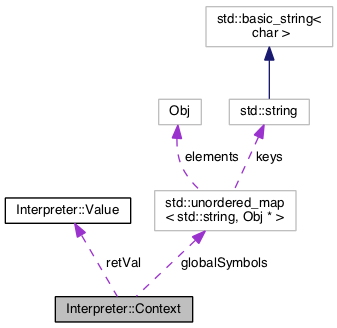 std::basic_string<
char >
Obj
std::string
elements
keys
Interpreter::Value
std::unordered_map
< std::string, Obj * >
retVal
globalSymbols
Interpreter::Context